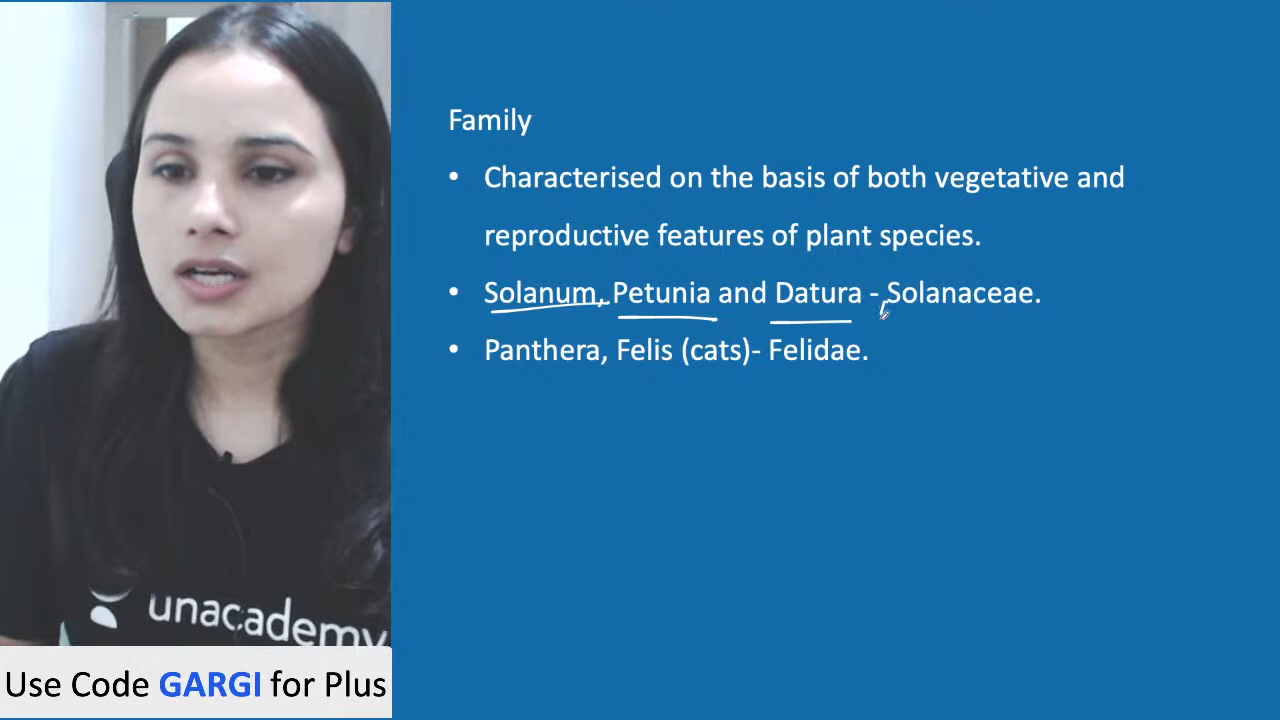 Family
• Characterised on the basis of both vegetative and
reproductive features of plant species.
• Solanum, Petunia and Datura - Solanaceae.
• Panthera, Felis (cats)- Felidae.
unacademy
Use Code GARGI for Plus